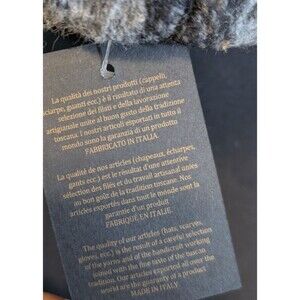 La qualità dei nostri prodotti (cappelli,
sciarpe, guanti ecc.) è il risultato di una attenta
selezione dei filati e della lavorazione
artigianale unite al buon gusto della tradizione
toscana. I nostri articoli esportati in tutto il
mondo sono la garanzia di un prodotto
FABBRICATO IN ITALIA.
La qualité de nos articles (chapeaux, écharpes,
gants ecc.) est le résultat d'une attentive
sélection des filés et du travail artisanal unies
au bon goût de la tradition toscane. Nos
articles exportés dans tout le monde sont la
garantie d'un produit
FABRIQUÉ EN ITALIE.
The quality of our articles (hats, scarves,
gloves, ecc.) is the result of a careful selection
of the yarns and of the handicraft working
joined with the fine taste of the tuscan
tradition. Our articles exported all over the
world are the guaranty of a product
MADE IN ITALY